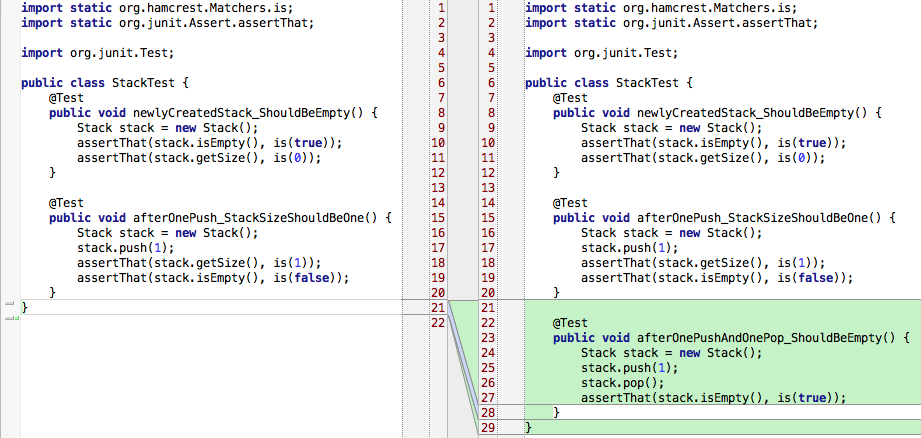 import static org.hamcrest.Matchers.is;
import static org.junit.Assert.assertThat;

import org.junit.Test;

public class StackTest {
    @Test
    public void newlyCreatedStack_ShouldBeEmpty() {
        Stack stack = new Stack();
        assertThat(stack.isEmpty(), is(true));
        assertThat(stack.getSize(), is(0));
    }

    @Test
    public void afterOnePush_StackSizeShouldBeOne() {
        Stack stack = new Stack();
        stack.push(1);
        assertThat(stack.getSize(), is(1));
        assertThat(stack.isEmpty(), is(false));
    }
}
1
2
3
4
5
6
7
8
9
10
11
12
13
14
15
16
17
18
19
20
21
22
1 import static org.hamcrest.Matchers.is;
2 import static org.junit.Assert.assertThat;
3
4 import org.junit.Test;
5
6 public class StackTest {
7     @Test
8     public void newlyCreatedStack_ShouldBeEmpty() {
9         Stack stack = new Stack();
10         assertThat(stack.isEmpty(), is(true));
11         assertThat(stack.getSize(), is(0));
12     }
13
14     @Test
15     public void afterOnePush_StackSizeShouldBeOne() {
16         Stack stack = new Stack();
17         stack.push(1);
18         assertThat(stack.getSize(), is(1));
19         assertThat(stack.isEmpty(), is(false));
20     }
21
22     @Test
23     public void afterOnePushAndOnePop_ShouldBeEmpty() {
24         Stack stack = new Stack();
25         stack.push(1);
26         stack.pop();
27         assertThat(stack.isEmpty(), is(true));
28     }
29 }